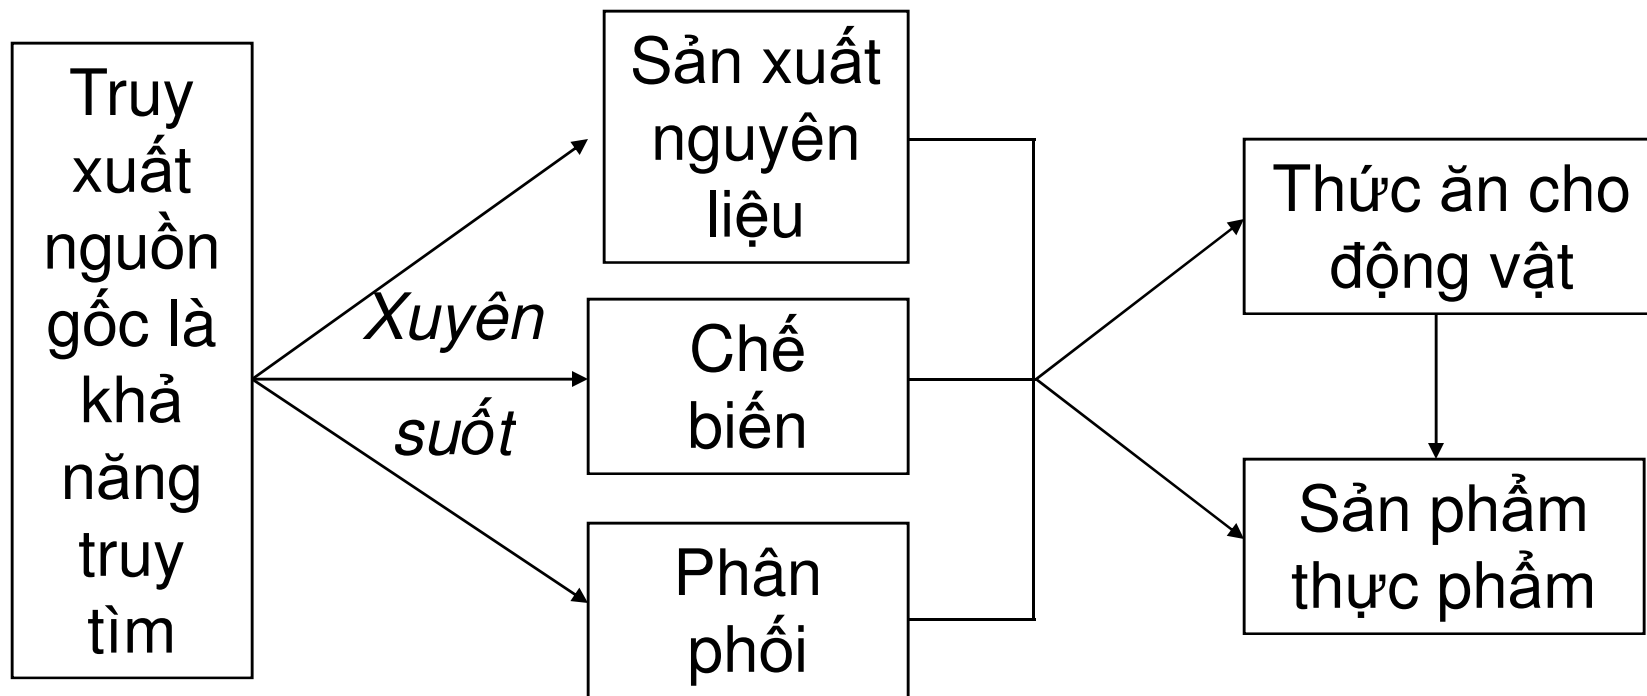 Truy
xuất
nguồn
gốc là
khả
năng
truy
tìm
Xuyên
suốt
Sản xuất
nguyên
liệu
Chế
biến
Phân
phối
Thức ăn cho
động vật
Sản phẩm
thực phẩm